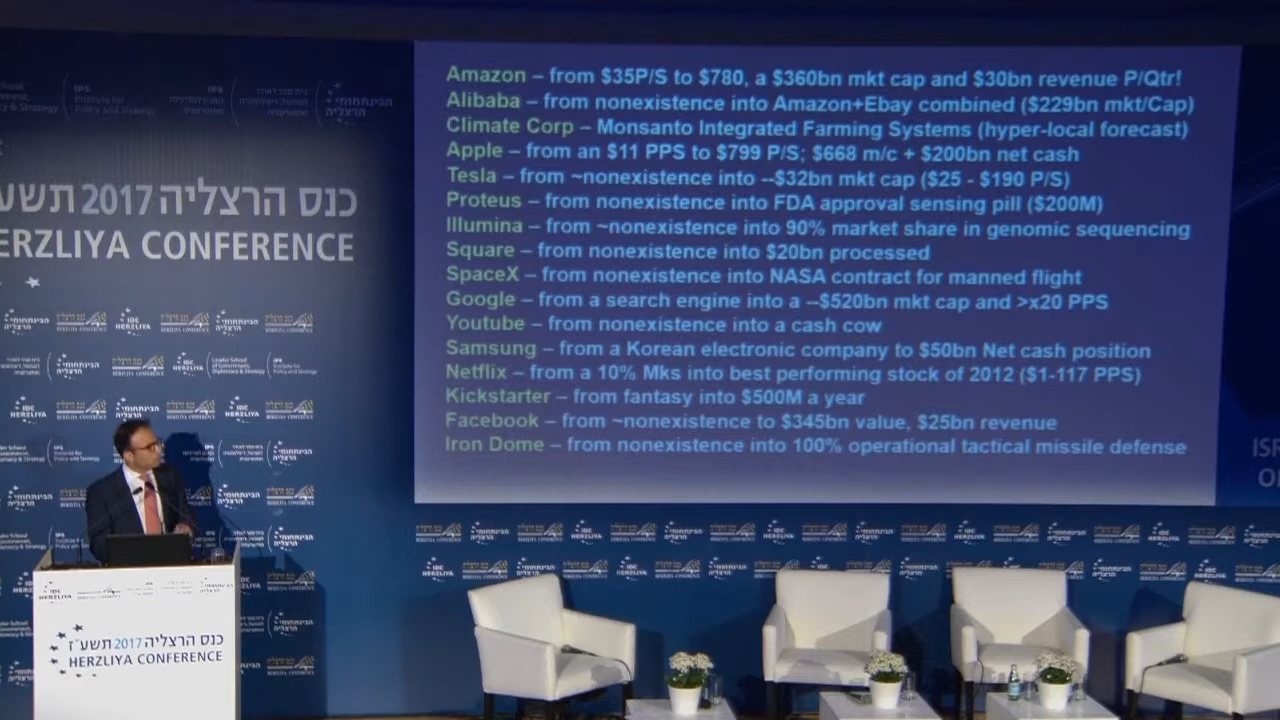 Amazon – from $35P/S to $780, a $360bn mkt cap and $30bn revenue P/Qtr!
Alibaba – from nonexistence into Amazon+Ebay combined ($229bn mkt/Cap)
Climate Corp – Monsanto Integrated Farming Systems (hyper-local forecast)
Apple – from an $11 PPS to $799 P/S; $668 m/c + $200bn net cash
Tesla – from ~nonexistence into ~$32bn mkt cap ($25 - $190 P/S)
Proteus – from nonexistence into FDA approval sensing pill ($200M)
Illumina – from ~nonexistence into 90% market share in genomic sequencing
Square – from nonexistence into $20bn processed
SpaceX – from nonexistence into NASA contract for manned flight
Google – from a search engine into a ~$520bn mkt cap and >x20 PPS
Youtube – from nonexistence into a cash cow
Samsung – from a Korean electronic company to $50bn Net cash position
Netflix – from a 10% Mks into best performing stock of 2012 ($1-117 PPS)
Kickstarter – from fantasy into $500M a year
Facebook – from ~nonexistence to $345bn value, $25bn revenue
Iron Dome – from nonexistence into 100% operational tactical missile defense
כנס הרצליה 2017 תשע
ERZLIYA CONFERENCE
כנס הרצליה 2017 תשע"ז
HERZLIYA CONFERENCE